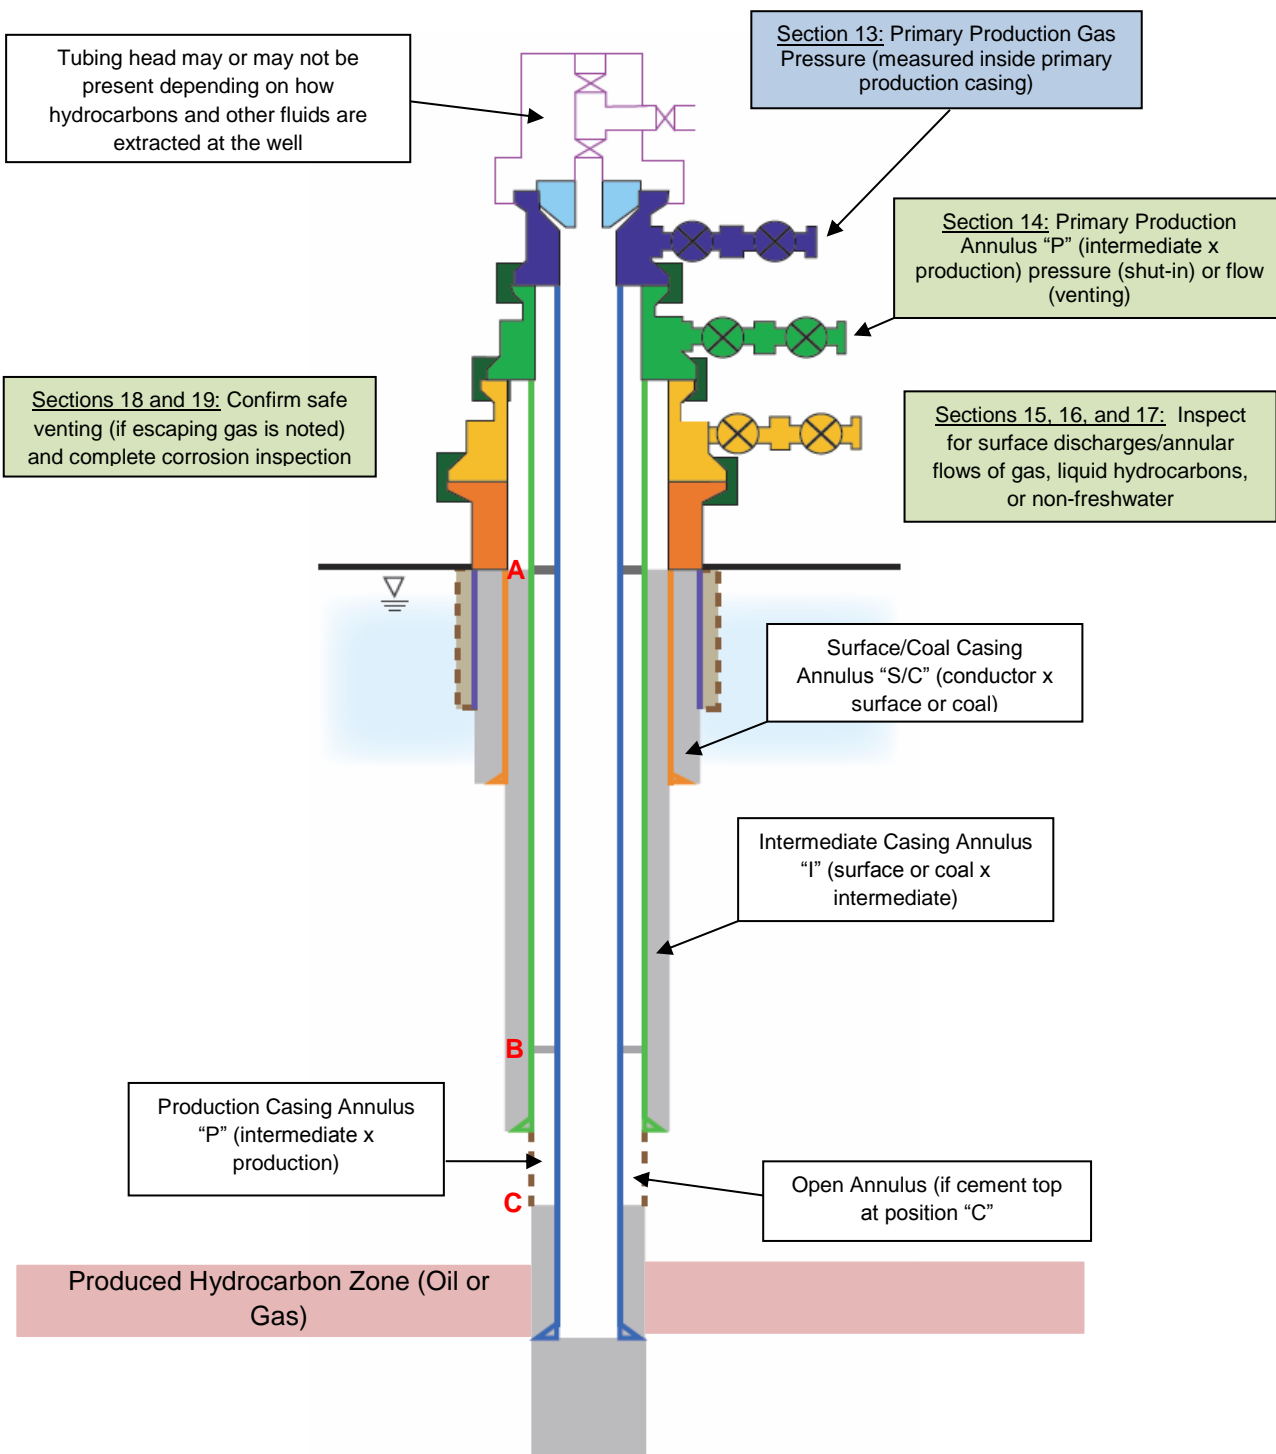 Tubing head may or may not be
present depending on how
hydrocarbons and other fluids are
extracted at the well
Section 13: Primary Production Gas
Pressure (measured inside primary
production casing)
Section 14: Primary Production
Annulus “P” (intermediate x
production) pressure (shut-in) or flow
(venting)
Sections 18 and 19: Confirm safe
venting (if escaping gas is noted)
and complete corrosion inspection
Sections 15, 16, and 17: Inspect
for surface discharges/annular
flows of gas, liquid hydrocarbons,
or non-freshwater
A
Surface/Coal Casing
Annulus “S/C” (conductor x
surface or coal)
Intermediate Casing Annulus
“I” (surface or coal x
intermediate)
B
Production Casing Annulus
“P” (intermediate x
production)
Open Annulus (if cement top
at position “C”
C
Produced Hydrocarbon Zone (Oil or
Gas)